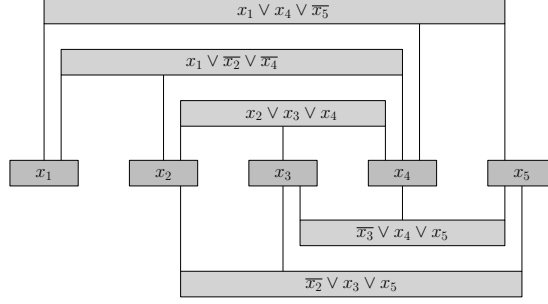 x₁ ∨ x₄ ∨ x̅₅
x₁ ∨ x̅₂ ∨ x̅₄
x₂ ∨ x₃ ∨ x₄
x₁ x₂ x₃ x₄ x₅
x̅₃ ∨ x₄ ∨ x₅
x̅₂ ∨ x₃ ∨ x₅